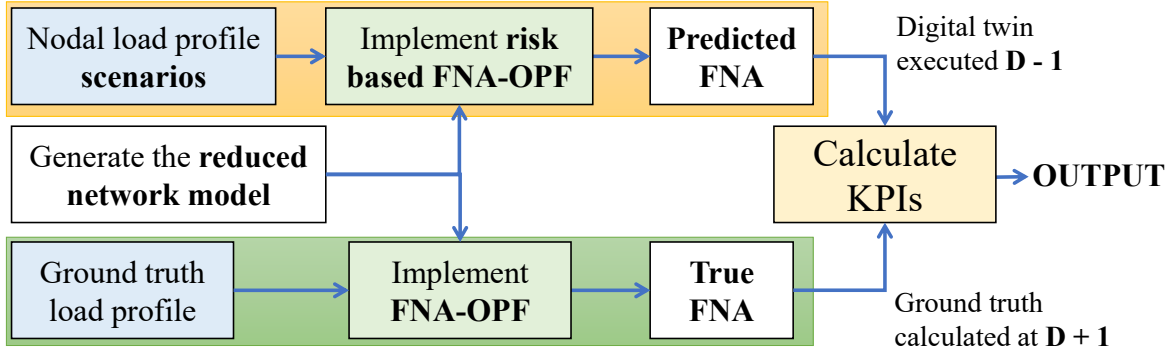 Nodal load profile
scenarios
Implement risk
based FNA-OPF
Predicted
FNA
Digital twin
executed D - 1
Generate the reduced
network model
Calculate
KPIs
OUTPUT
Ground truth
load profile
Implement
FNA-OPF
True
FNA
Ground truth
calculated at D + 1